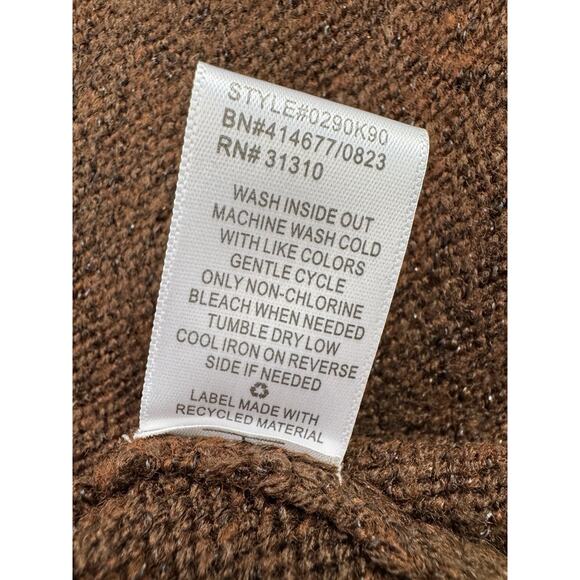 STYLE#0290K90
BN#414677/0823
RN# 31310
WASH INSIDE OUT
MACHINE WASH COLD
WITH LIKE COLORS
GENTLE CYCLE
ONLY NON-CHLORINE
BLEACH WHEN NEEDED
TUMBLE DRY LOW
COOL IRON ON REVERSE
SIDE IF NEEDED
LABEL MADE WITH
RECYCLED MATERIAL